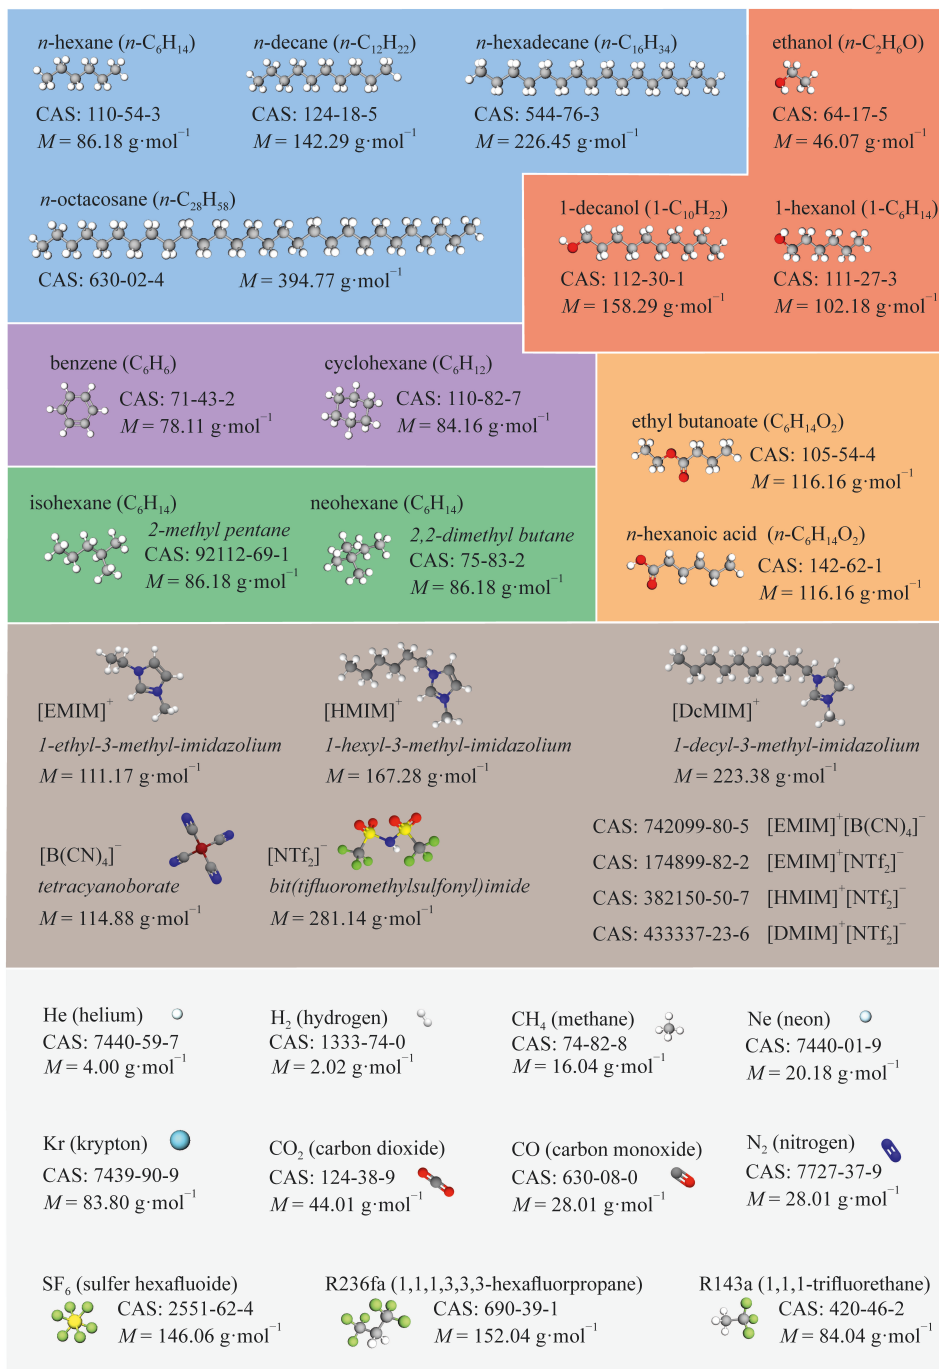 n-hexane (n-C₆H₁₄)
CAS: 110-54-3
M = 86.18 g·mol⁻¹
n-decane (n-C₁₂H₂₂)
CAS: 124-18-5
M = 142.29 g·mol⁻¹
n-hexadecane (n-C₁₆H₃₄)
CAS: 544-76-3
M = 226.45 g·mol⁻¹
ethanol (n-C₂H₆O)
CAS: 64-17-5
M = 46.07 g·mol⁻¹
n-octacosane (n-C₂₈H₅₈)
CAS: 630-02-4
M = 394.77 g·mol⁻¹
1-decanol (1-C₁₀H₂₂)
CAS: 112-30-1
M = 158.29 g·mol⁻¹
1-hexanol (1-C₆H₁₄)
CAS: 111-27-3
M = 102.18 g·mol⁻¹
benzene (C₆H₆)
CAS: 71-43-2
M = 78.11 g·mol⁻¹
cyclohexane (C₆H₁₂)
CAS: 110-82-7
M = 84.16 g·mol⁻¹
ethyl butanoate (C₆H₁₄O₂)
CAS: 105-54-4
M = 116.16 g·mol⁻¹
isohexane (C₆H₁₄)
2-methyl pentane
CAS: 92112-69-1
M = 86.18 g·mol⁻¹
neohexane (C₆H₁₄)
2,2-dimethyl butane
CAS: 75-83-2
M = 86.18 g·mol⁻¹
n-hexanoic acid (n-C₆H₁₄O₂)
CAS: 142-62-1
M = 116.16 g·mol⁻¹
[EMIM]⁺
1-ethyl-3-methyl-imidazolium
M = 111.17 g·mol⁻¹
[HMIM]⁺
1-hexyl-3-methyl-imidazolium
M = 167.28 g·mol⁻¹
[DcMIM]⁺
1-decyl-3-methyl-imidazolium
M = 223.38 g·mol⁻¹
[B(CN)₄]⁻
tetracyanoborate
M = 114.88 g·mol⁻¹
[NTf₂]⁻
bit(tifluoromethylsulfonyl)imide
M = 281.14 g·mol⁻¹
CAS: 742099-80-5 [EMIM]⁺[B(CN)₄]⁻
CAS: 174899-82-2 [EMIM]⁺[NTf₂]⁻
CAS: 382150-50-7 [HMIM]⁺[NTf₂]⁻
CAS: 433337-23-6 [DMIM]⁺[NTf₂]⁻
He (helium)
CAS: 7440-59-7
M = 4.00 g·mol⁻¹
H₂ (hydrogen)
CAS: 1333-74-0
M = 2.02 g·mol⁻¹
CH₄ (methane)
CAS: 74-82-8
M = 16.04 g·mol⁻¹
Ne (neon)
CAS: 7440-01-9
M = 20.18 g·mol⁻¹
Kr (krypton)
CAS: 7439-90-9
M = 83.80 g·mol⁻¹
CO₂ (carbon dioxide)
CAS: 124-38-9
M = 44.01 g·mol⁻¹
CO (carbon monoxide)
CAS: 630-08-0
M = 28.01 g·mol⁻¹
N₂ (nitrogen)
CAS: 7727-37-9
M = 28.01 g·mol⁻¹
SF₆ (sulfer hexafluoide)
CAS: 2551-62-4
M = 146.06 g·mol⁻¹
R236fa (1,1,1,3,3,3-hexafluorpropane)
CAS: 690-39-1
M = 152.04 g·mol⁻¹
R143a (1,1,1-trifluorethane)
CAS: 420-46-2
M = 84.04 g·mol⁻¹